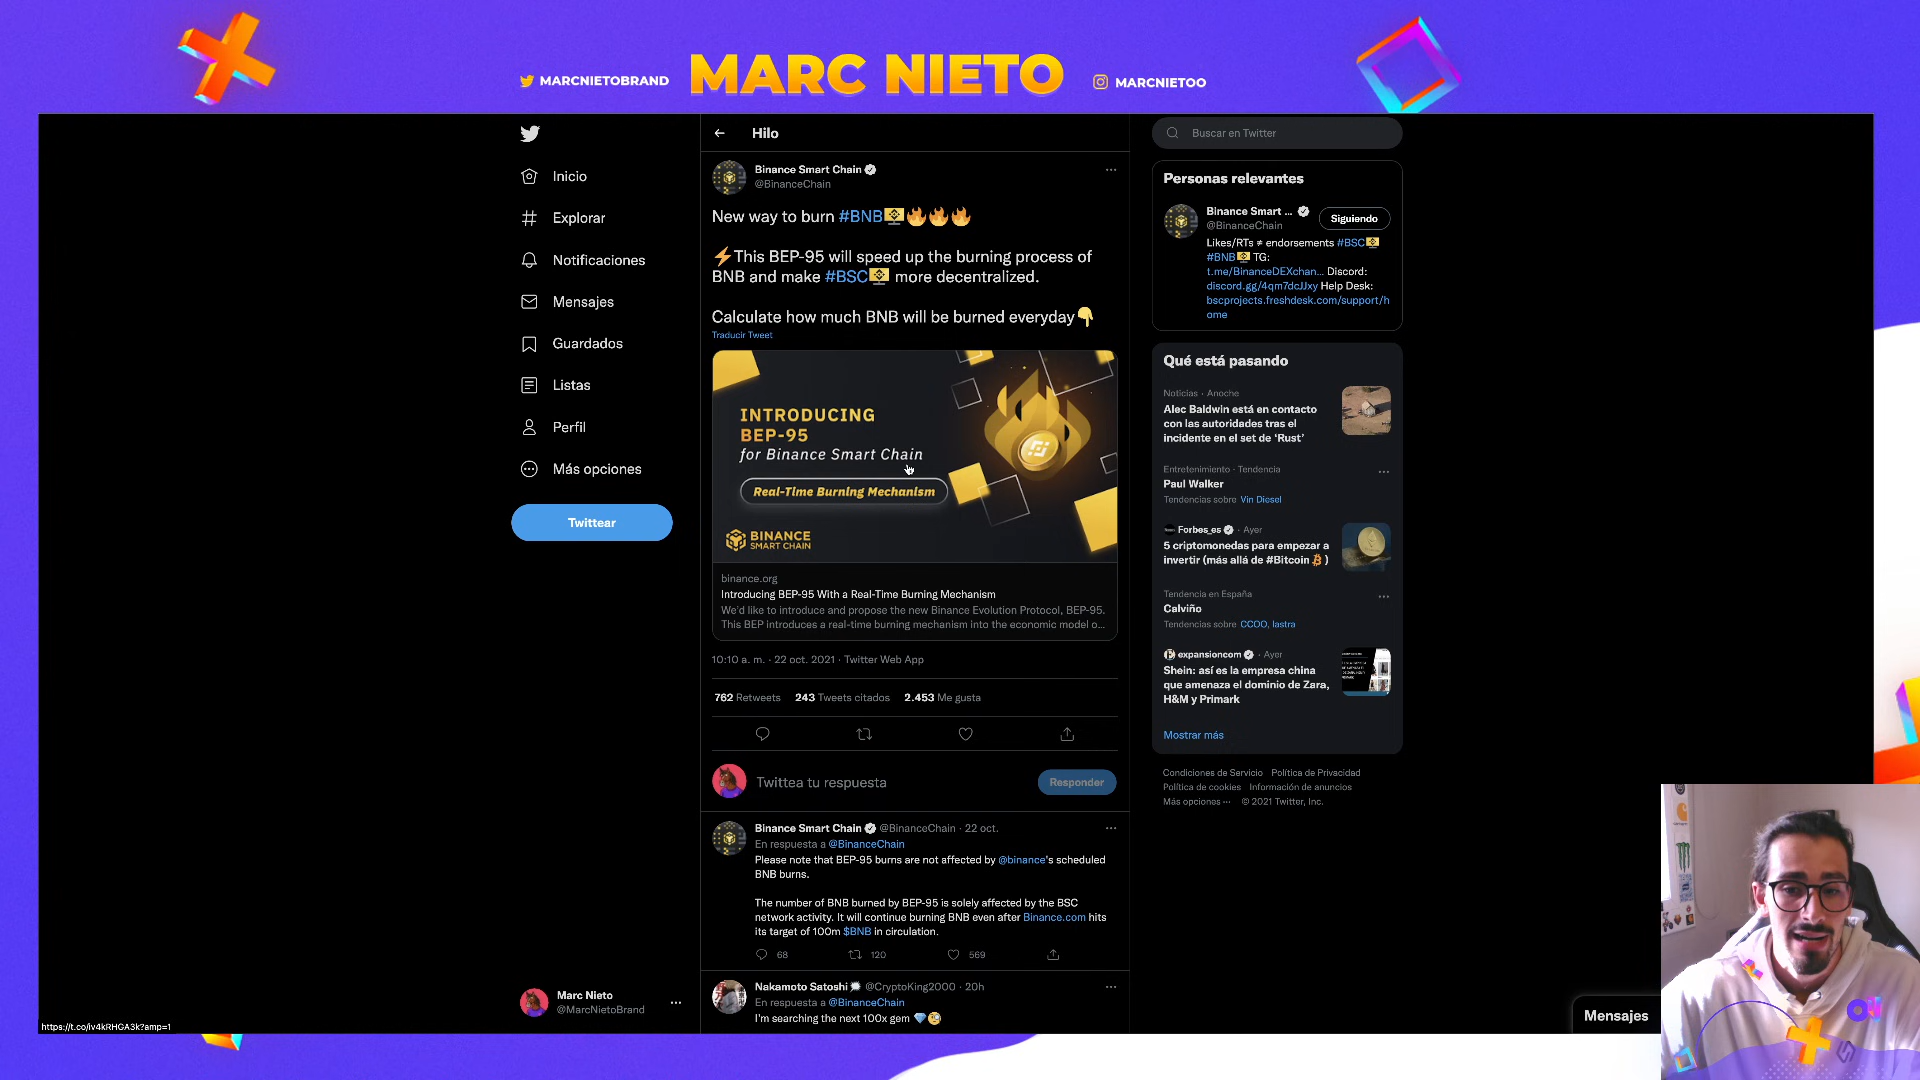 MARCNIETOBRAND
MARC NIETO
MARCNIETOO
Hilo
Buscar en Twitter
Inicio
Explorar
Notificaciones
Mensajes
Guardados
Listas
Perfil
Más opciones
Twittear
Marc Nieto
@MarcNietoBrand
https://t.co/iv4kRHGA3k?amp=1
Binance Smart Chain
@BinanceChain
New way to burn #BNB🔥🔥🔥
⚡This BEP-95 will speed up the burning process of
BNB and make #BSC more decentralized.
Calculate how much BNB will be burned everyday👇
Traducir Tweet
INTRODUCING
BEP-95
for Binance Smart Chain
Real-Time Burning Mechanism
BINANCE
SMART CHAIN
binance.org
Introducing BEP-95 With a Real-Time Burning Mechanism
We'd like to introduce and propose the new Binance Evolution Protocol, BEP-95.
This BEP introduces a real-time burning mechanism into the economic model o...
10:10 a. m. · 22 oct. 2021 · Twitter Web App
762 Retweets 243 Tweets citados 2.453 Me gusta
Twittea tu respuesta
Responder
Binance Smart Chain @BinanceChain · 22 oct.
En respuesta a @BinanceChain
Please note that BEP-95 burns are not affected by @binance's scheduled
BNB burns.
The number of BNB burned by BEP-95 is solely affected by the BSC
network activity. It will continue burning BNB even after Binance.com hits
its target of 100m $BNB in circulation.
68 120 569
Nakamoto Satoshi @CryptoKing2000 · 20h
En respuesta a @BinanceChain
I'm searching the next 100x gem 💎
Personas relevantes
Binance Smart ...
@BinanceChain
Siguiendo
Likes/RTs ≠ endorsements #BSC
#BNB TG:
t.me/BinanceDEXchan... Discord:
discord.gg/4qm7dcJJxy Help Desk:
bscprojects.freshdesk.com/support/h
ome
Qué está pasando
Noticias · Anoche
Alec Baldwin está en contacto
con las autoridades tras el
incidente en el set de ‘Rust’
Entretenimiento · Tendencia
Paul Walker
Tendencias sobre Vin Diesel
Forbes_es · Ayer
5 criptomonedas para empezar a
invertir (más allá de #Bitcoin )
Tendencia en España
Calviño
Tendencias sobre CCOO, lastra
expansioncom · Ayer
Shein: así es la empresa china
que amenaza el dominio de Zara,
H&M y Primark
Mostrar más
Condiciones de Servicio Política de Privacidad
Política de cookies Información de anuncios
Más opciones ··· © 2021 Twitter, Inc.
Mensajes